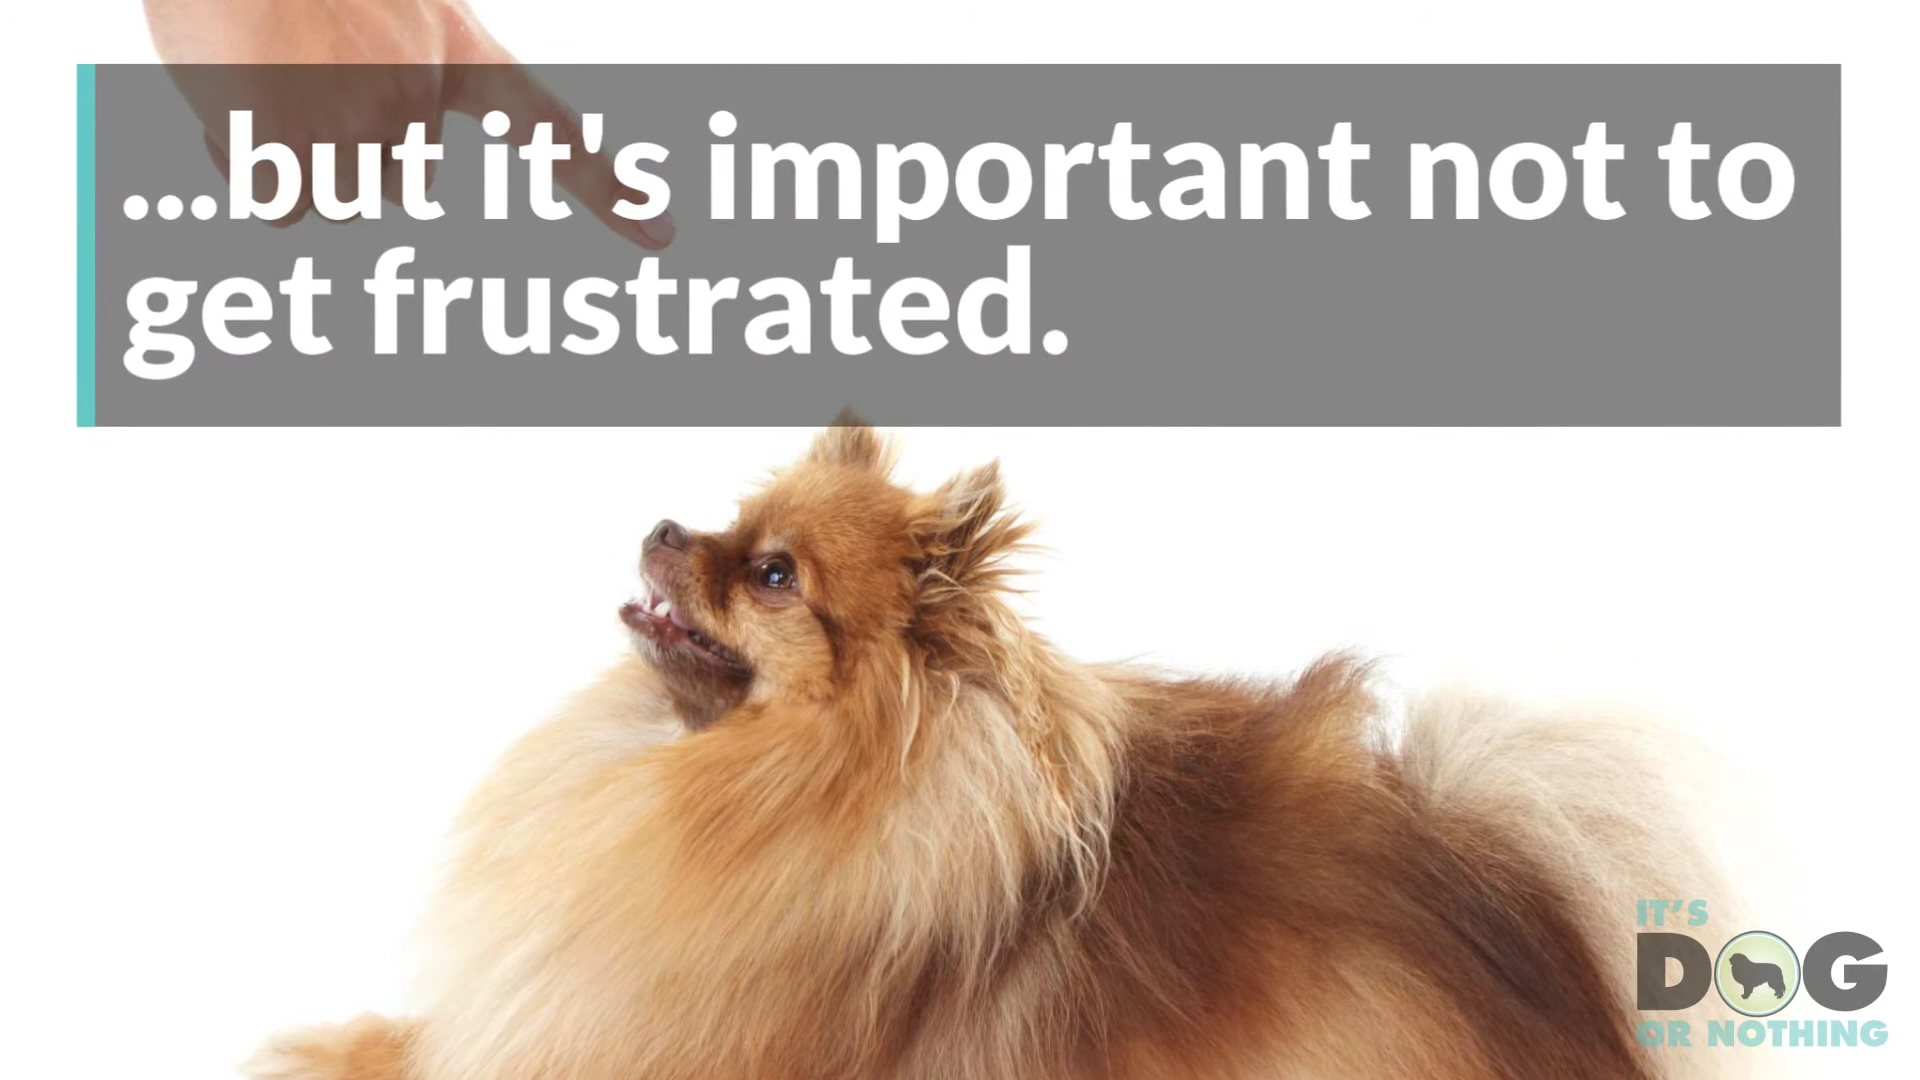 ...but it's important not to
get frustrated.
IT'S
DOG
OR NOTHING